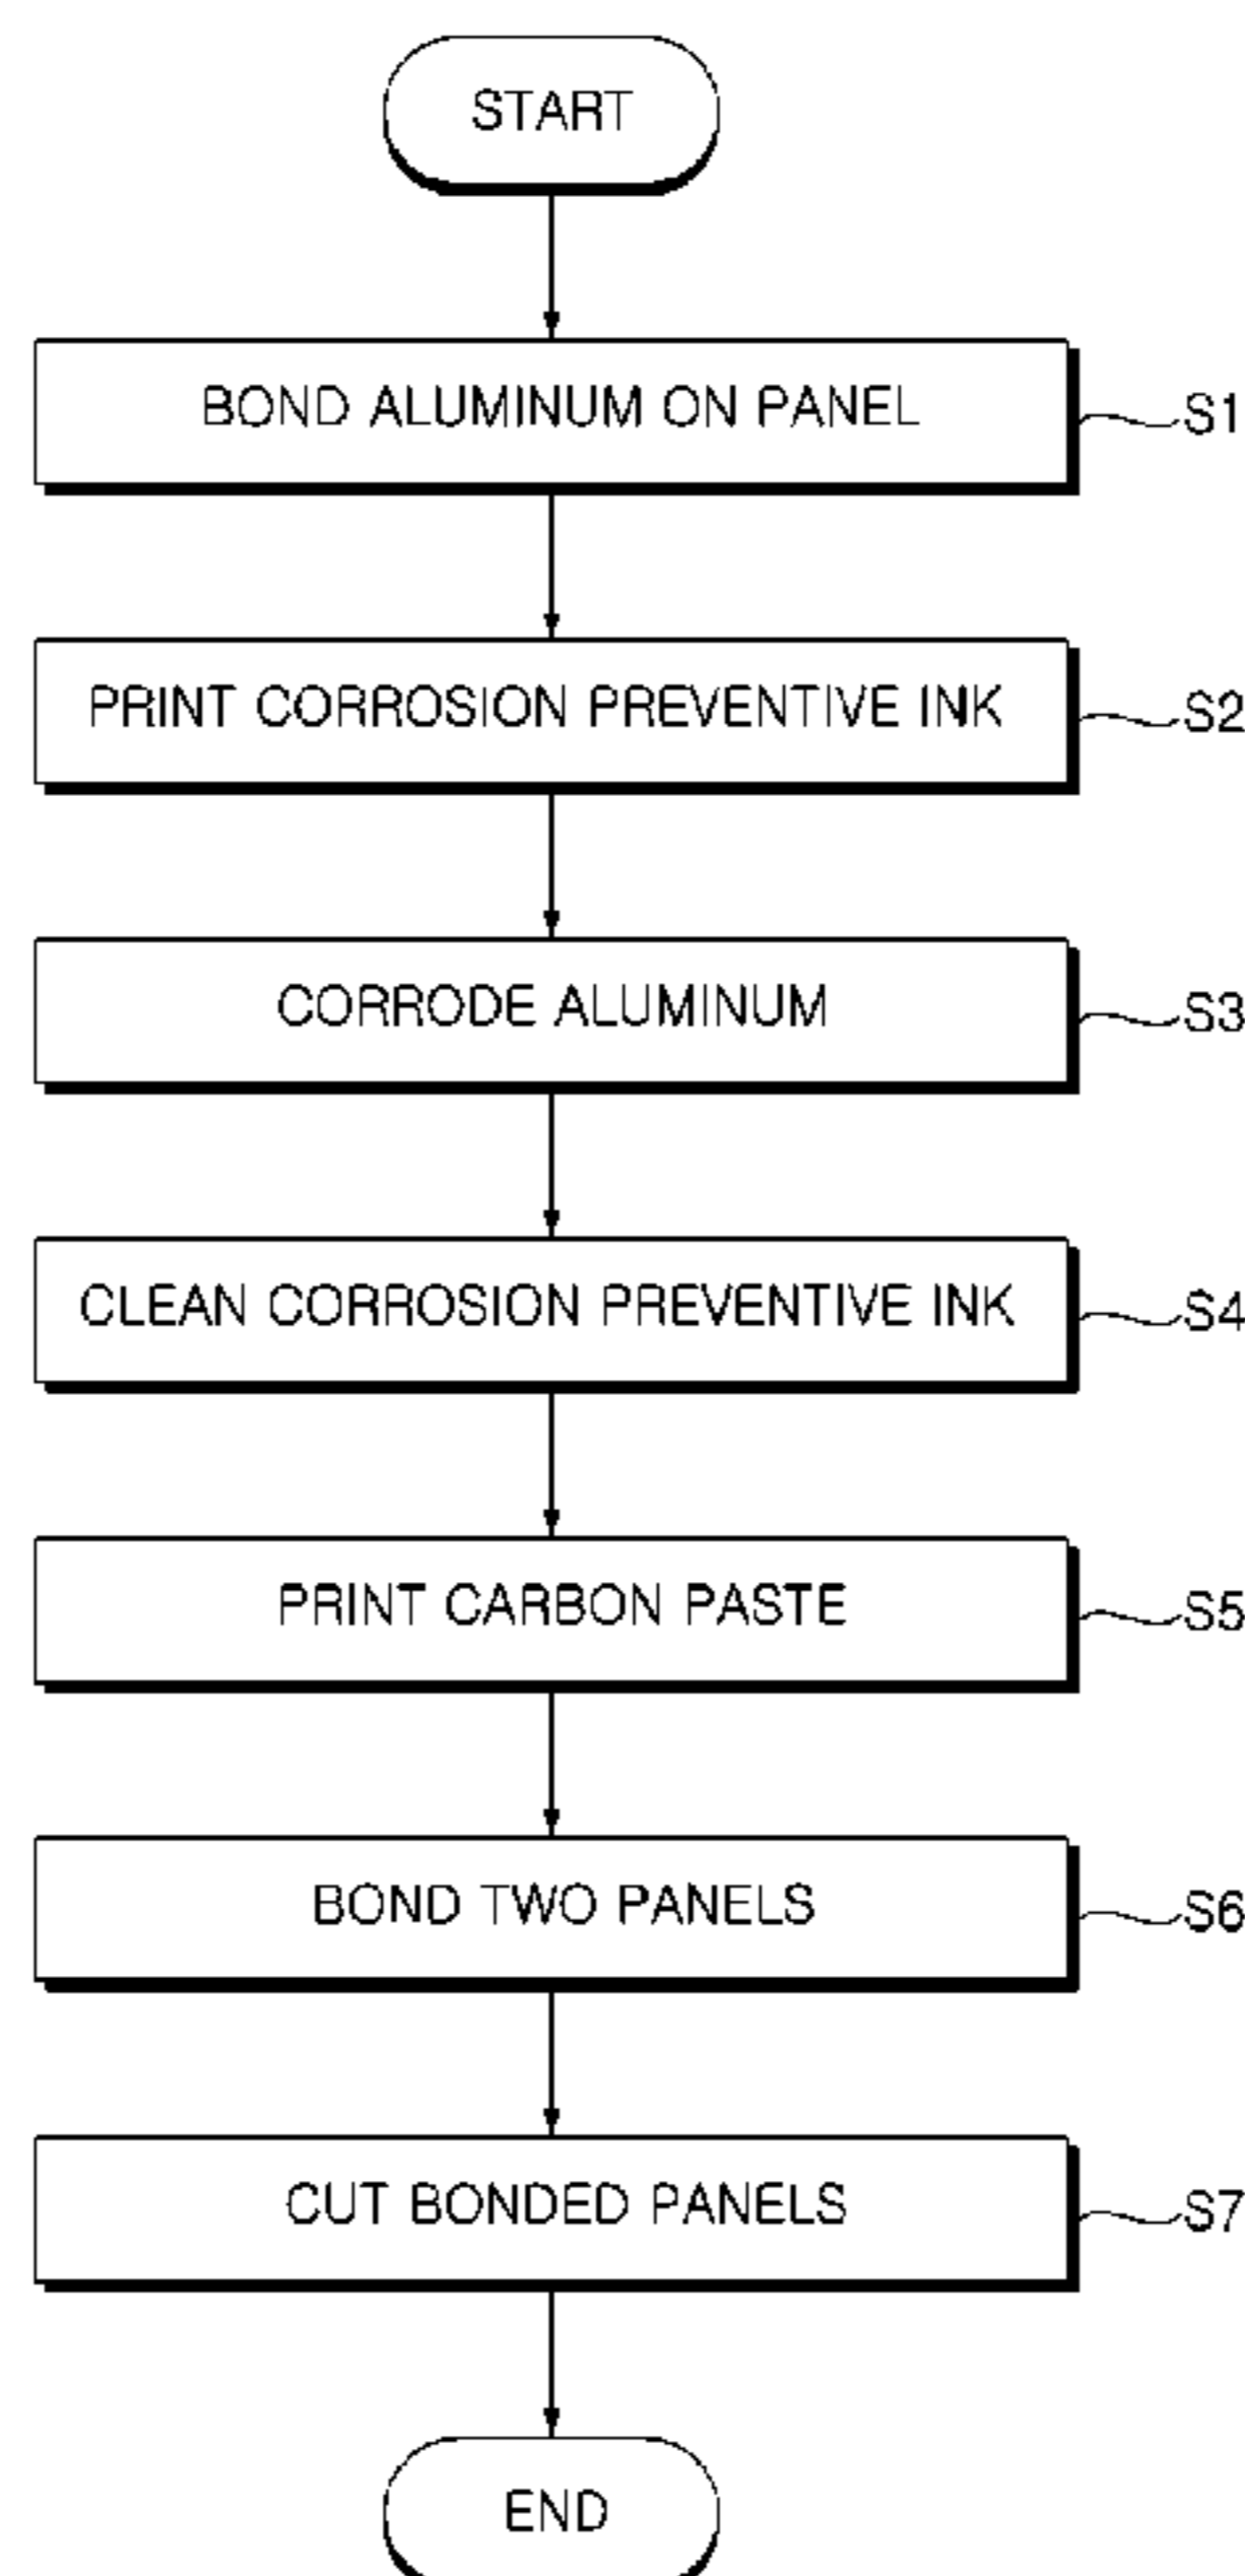 START
BOND ALUMINUM ON PANEL
S1
PRINT CORROSION PREVENTIVE INK
S2
CORRODE ALUMINUM
S3
CLEAN CORROSION PREVENTIVE INK
S4
PRINT CARBON PASTE
S5
BOND TWO PANELS
S6
CUT BONDED PANELS
S7
END